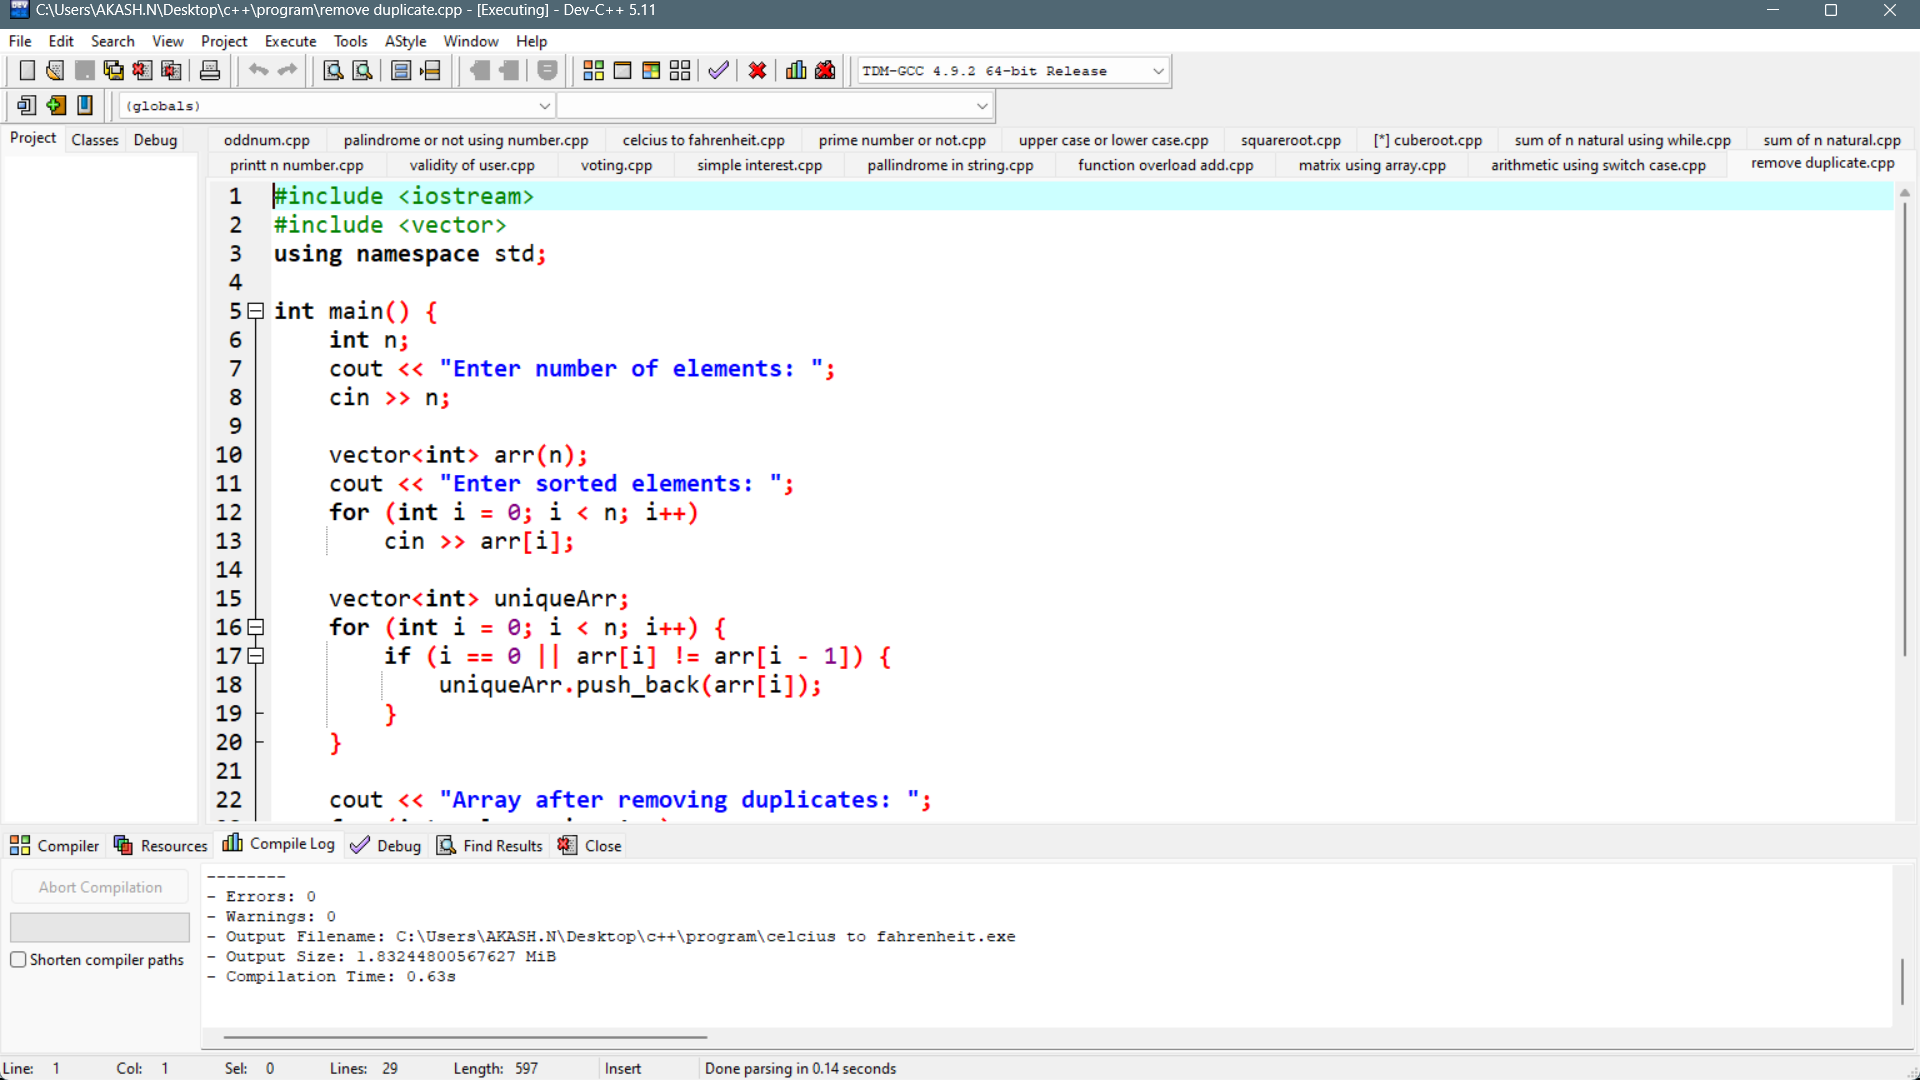 C:\Users\AKASH.N\Desktop\c++\program\remove duplicate.cpp - [Executing] - Dev-C++ 5.11
File Edit Search View Project Execute Tools AStyle Window Help
TDM-GCC 4.9.2 64-bit Release
(globals)
Project Classes Debug
oddnum.cpp palindrome or not using number.cpp celcius to fahrenheit.cpp prime number or not.cpp upper case or lower case.cpp squareroot.cpp [*] cuberoot.cpp sum of n natural using while.cpp sum of n natural.cpp
printt n number.cpp validity of user.cpp voting.cpp simple interest.cpp pallindrome in string.cpp function overload add.cpp matrix using array.cpp arithmetic using switch case.cpp remove duplicate.cpp
1 #include <iostream>
2 #include <vector>
3 using namespace std;
4
5 int main() {
6 int n;
7 cout << "Enter number of elements: ";
8 cin >> n;
9
10 vector<int> arr(n);
11 cout << "Enter sorted elements: ";
12 for (int i = 0; i < n; i++)
13 cin >> arr[i];
14
15 vector<int> uniqueArr;
16 for (int i = 0; i < n; i++) {
17 if (i == 0 || arr[i] != arr[i - 1]) {
18 uniqueArr.push_back(arr[i]);
19 }
20 }
21
22 cout << "Array after removing duplicates: ";
Compiler Resources Compile Log Debug Find Results Close
Abort Compilation
Shorten compiler paths
--------
- Errors: 0
- Warnings: 0
- Output Filename: C:\Users\AKASH.N\Desktop\c++\program\celcius to fahrenheit.exe
- Output Size: 1.83244800567627 MiB
- Compilation Time: 0.63s
Line: 1 Col: 1 Sel: 0 Lines: 29 Length: 597 Insert Done parsing in 0.14 seconds